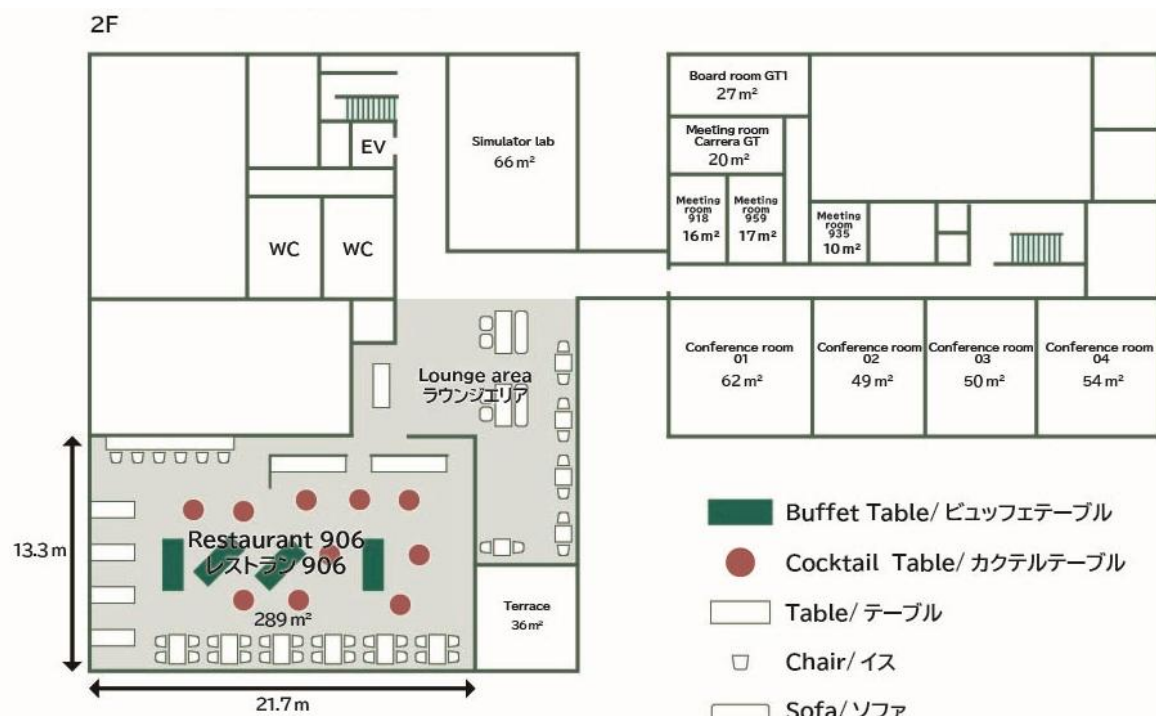 2F
Board room GT1
27㎡
Meeting room
Carrera GT
20㎡
Simulator lab
66㎡
EV
Meeting
room
918
16㎡
Meeting
room
959
17㎡
Meeting
room
935
10㎡
WC
WC
Conference room
01
62㎡
Conference room
02
49㎡
Conference room
03
50㎡
Conference room
04
54㎡
Lounge area
ラウンジエリア
Restaurant 906
レストラン 906
289㎡
13.3 m
21.7 m
Terrace
36㎡
Buffet Table/ビュッフェテーブル
Cocktail Table/カクテルテーブル
Table/テーブル
Chair/イス
Sofa/ソファ